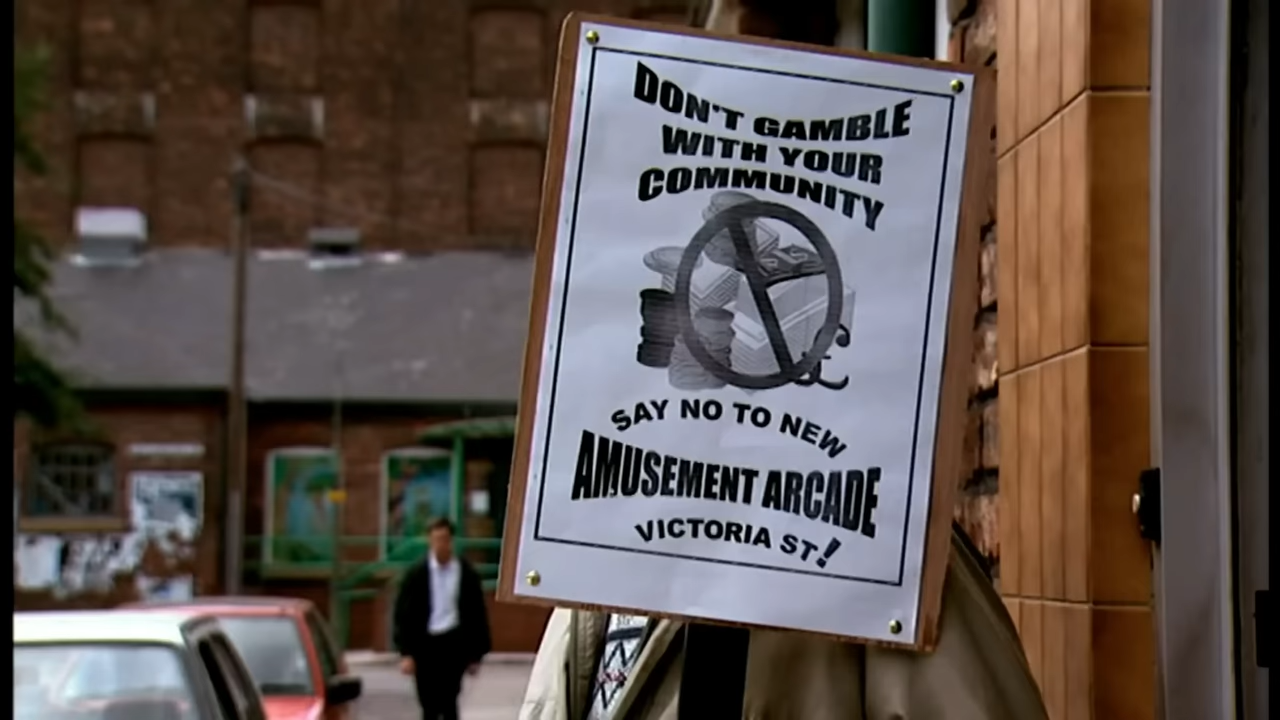 DON'T GAMBLE
WITH YOUR
COMMUNITY
£
SAY NO TO NEW
AMUSEMENT ARCADE
VICTORIA ST!